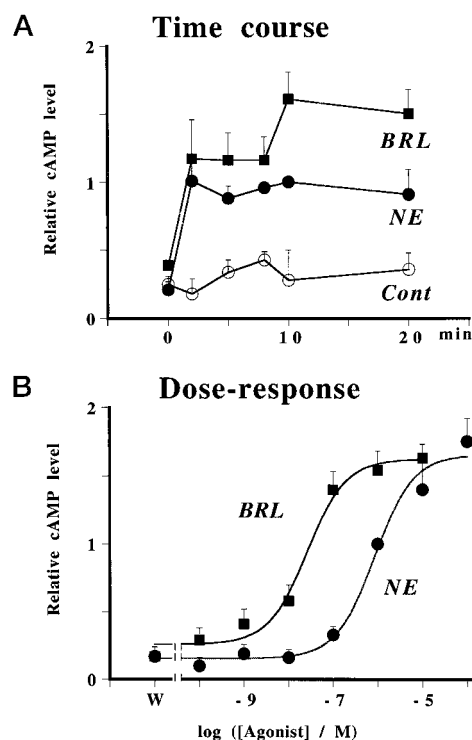 A
Time course
Relative cAMP level
2
1
0
BRL
NE
Cont
0
10
20
min
B
Dose-response
Relative cAMP level
2
1
0
BRL
NE
W
- 9
- 7
- 5
log ([Agonist] / M)